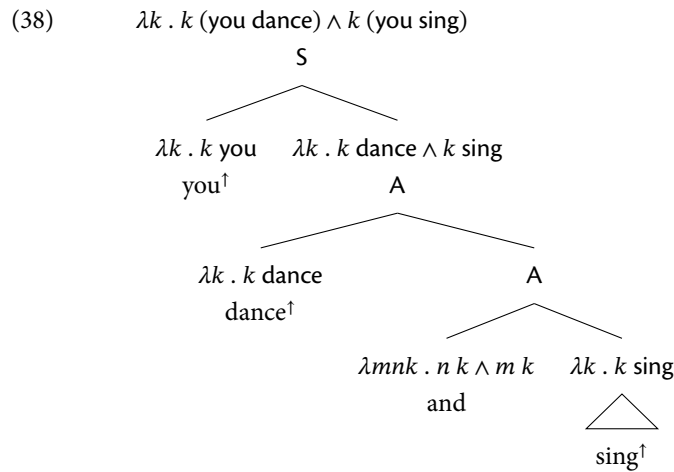 (38) λk . k (you dance) ∧ k (you sing)
S
λk . k you λk . k dance ∧ k sing
you↑ A
λk . k dance A
dance↑
λmnk . n k ∧ m k λk . k sing
and
sing↑